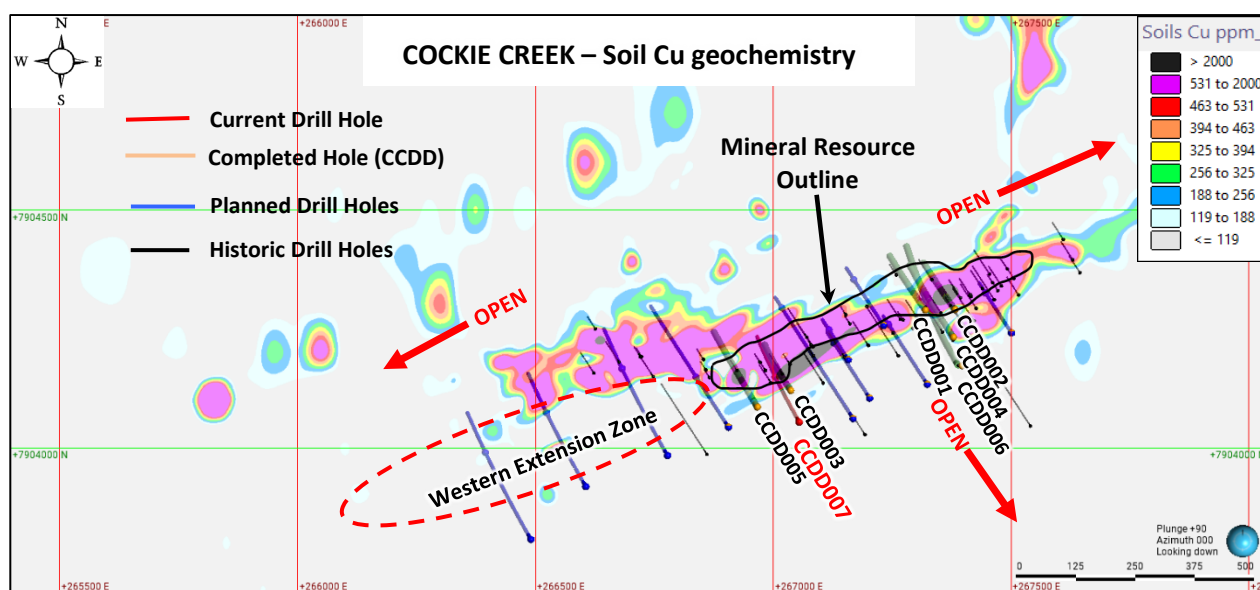 E
+266000 E
+267500 E
N
W E
S
COCKIE CREEK – Soil Cu geochemistry
Soils Cu ppm_
> 2000
531 to 2000
463 to 531
394 to 463
325 to 394
256 to 325
188 to 256
119 to 188
<= 119
Current Drill Hole
Completed Hole (CCDD)
Planned Drill Holes
Historic Drill Holes
Mineral Resource
Outline
OPEN
+7904500 N
OPEN
CCDD001
CCDD002
CCDD004
CCDD006
OPEN
CCDD003
CCDD007
CCDD005
Western Extension Zone
+7904000 N
+7904000 N
Plunge +90
Azimuth 000
Looking down
0 125 250 375 500
+265500 E
+266000 E
+266500 E
+267000 E
+267500 E